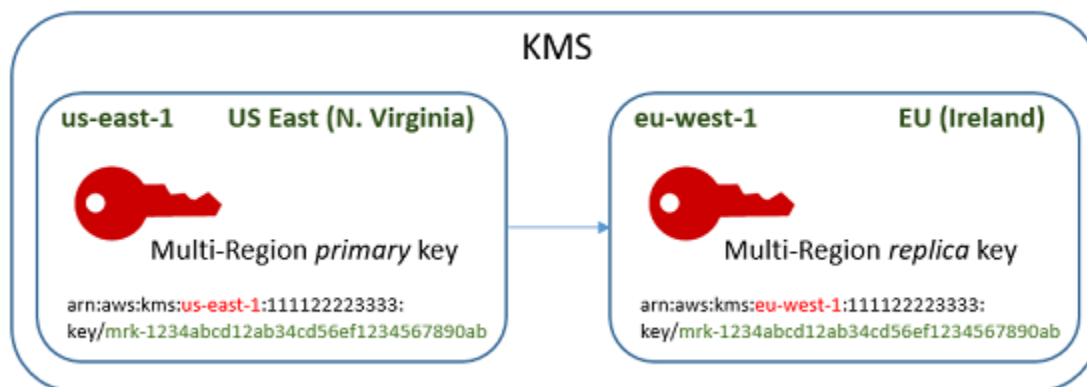 KMS
us-east-1 US East (N. Virginia)
Multi-Region primary key
arn:aws:kms:us-east-1:111122223333:
key/mrk-1234abcd12ab34cd56ef1234567890ab
eu-west-1 EU (Ireland)
Multi-Region replica key
arn:aws:kms:eu-west-1:111122223333:
key/mrk-1234abcd12ab34cd56ef1234567890ab